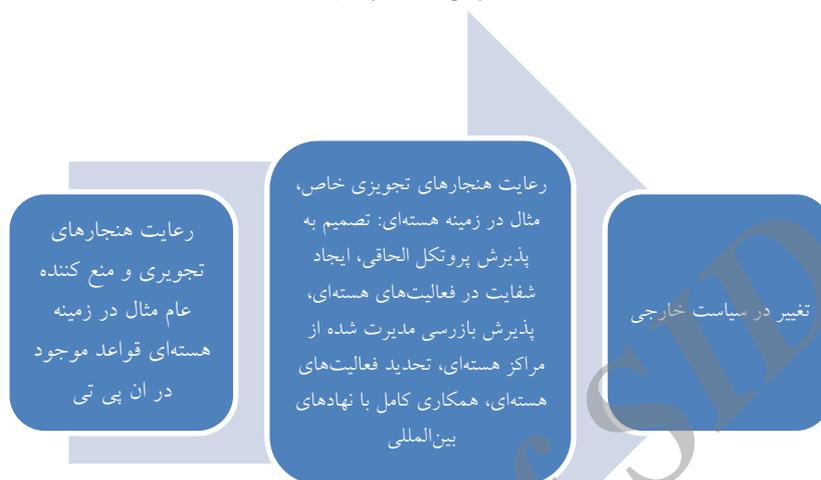 رعایت هنجارهای
تجویری و منع کننده
عام مثال در زمینه
هسته‌ای قواعد موجود
در ان پی تی
رعایت هنجارهای تجویزی خاص،
مثال در زمینه هسته‌ای: تصمیم به
پذیرش پروتکل الحاقی، ایجاد
شفایت در فعالیت‌های هسته‌ای،
پذیرش بازرسی مدیرت شده از
مراکز هسته‌ای، تحدید فعالیت‌های
هسته‌ای، همکاری کامل با نهادهای
بین‌المللی
تغییر در سیاست خارجی
SID